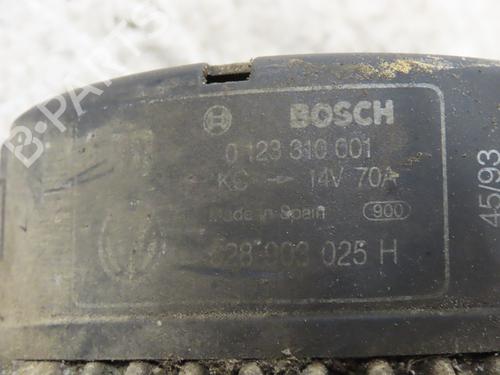 BOSCH
0 123 310 001
KC → 14V 70A
Made in Spain 900
028 903 025 H
45/93
B-PARTS